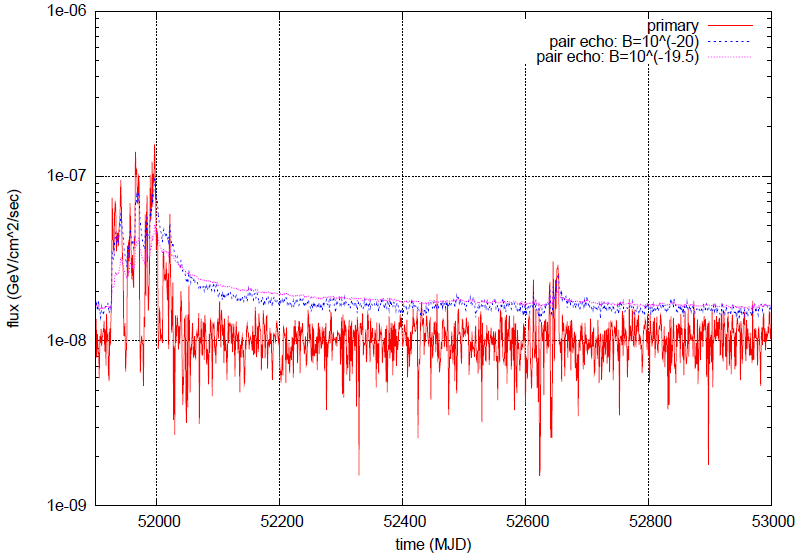 1e-06
primary
pair echo: B=10^(-20)
pair echo: B=10^(-19.5)
1e-07
flux (GeV/cm^2/sec)
1e-08
1e-09
52000 52200 52400 52600 52800 53000
time (MJD)